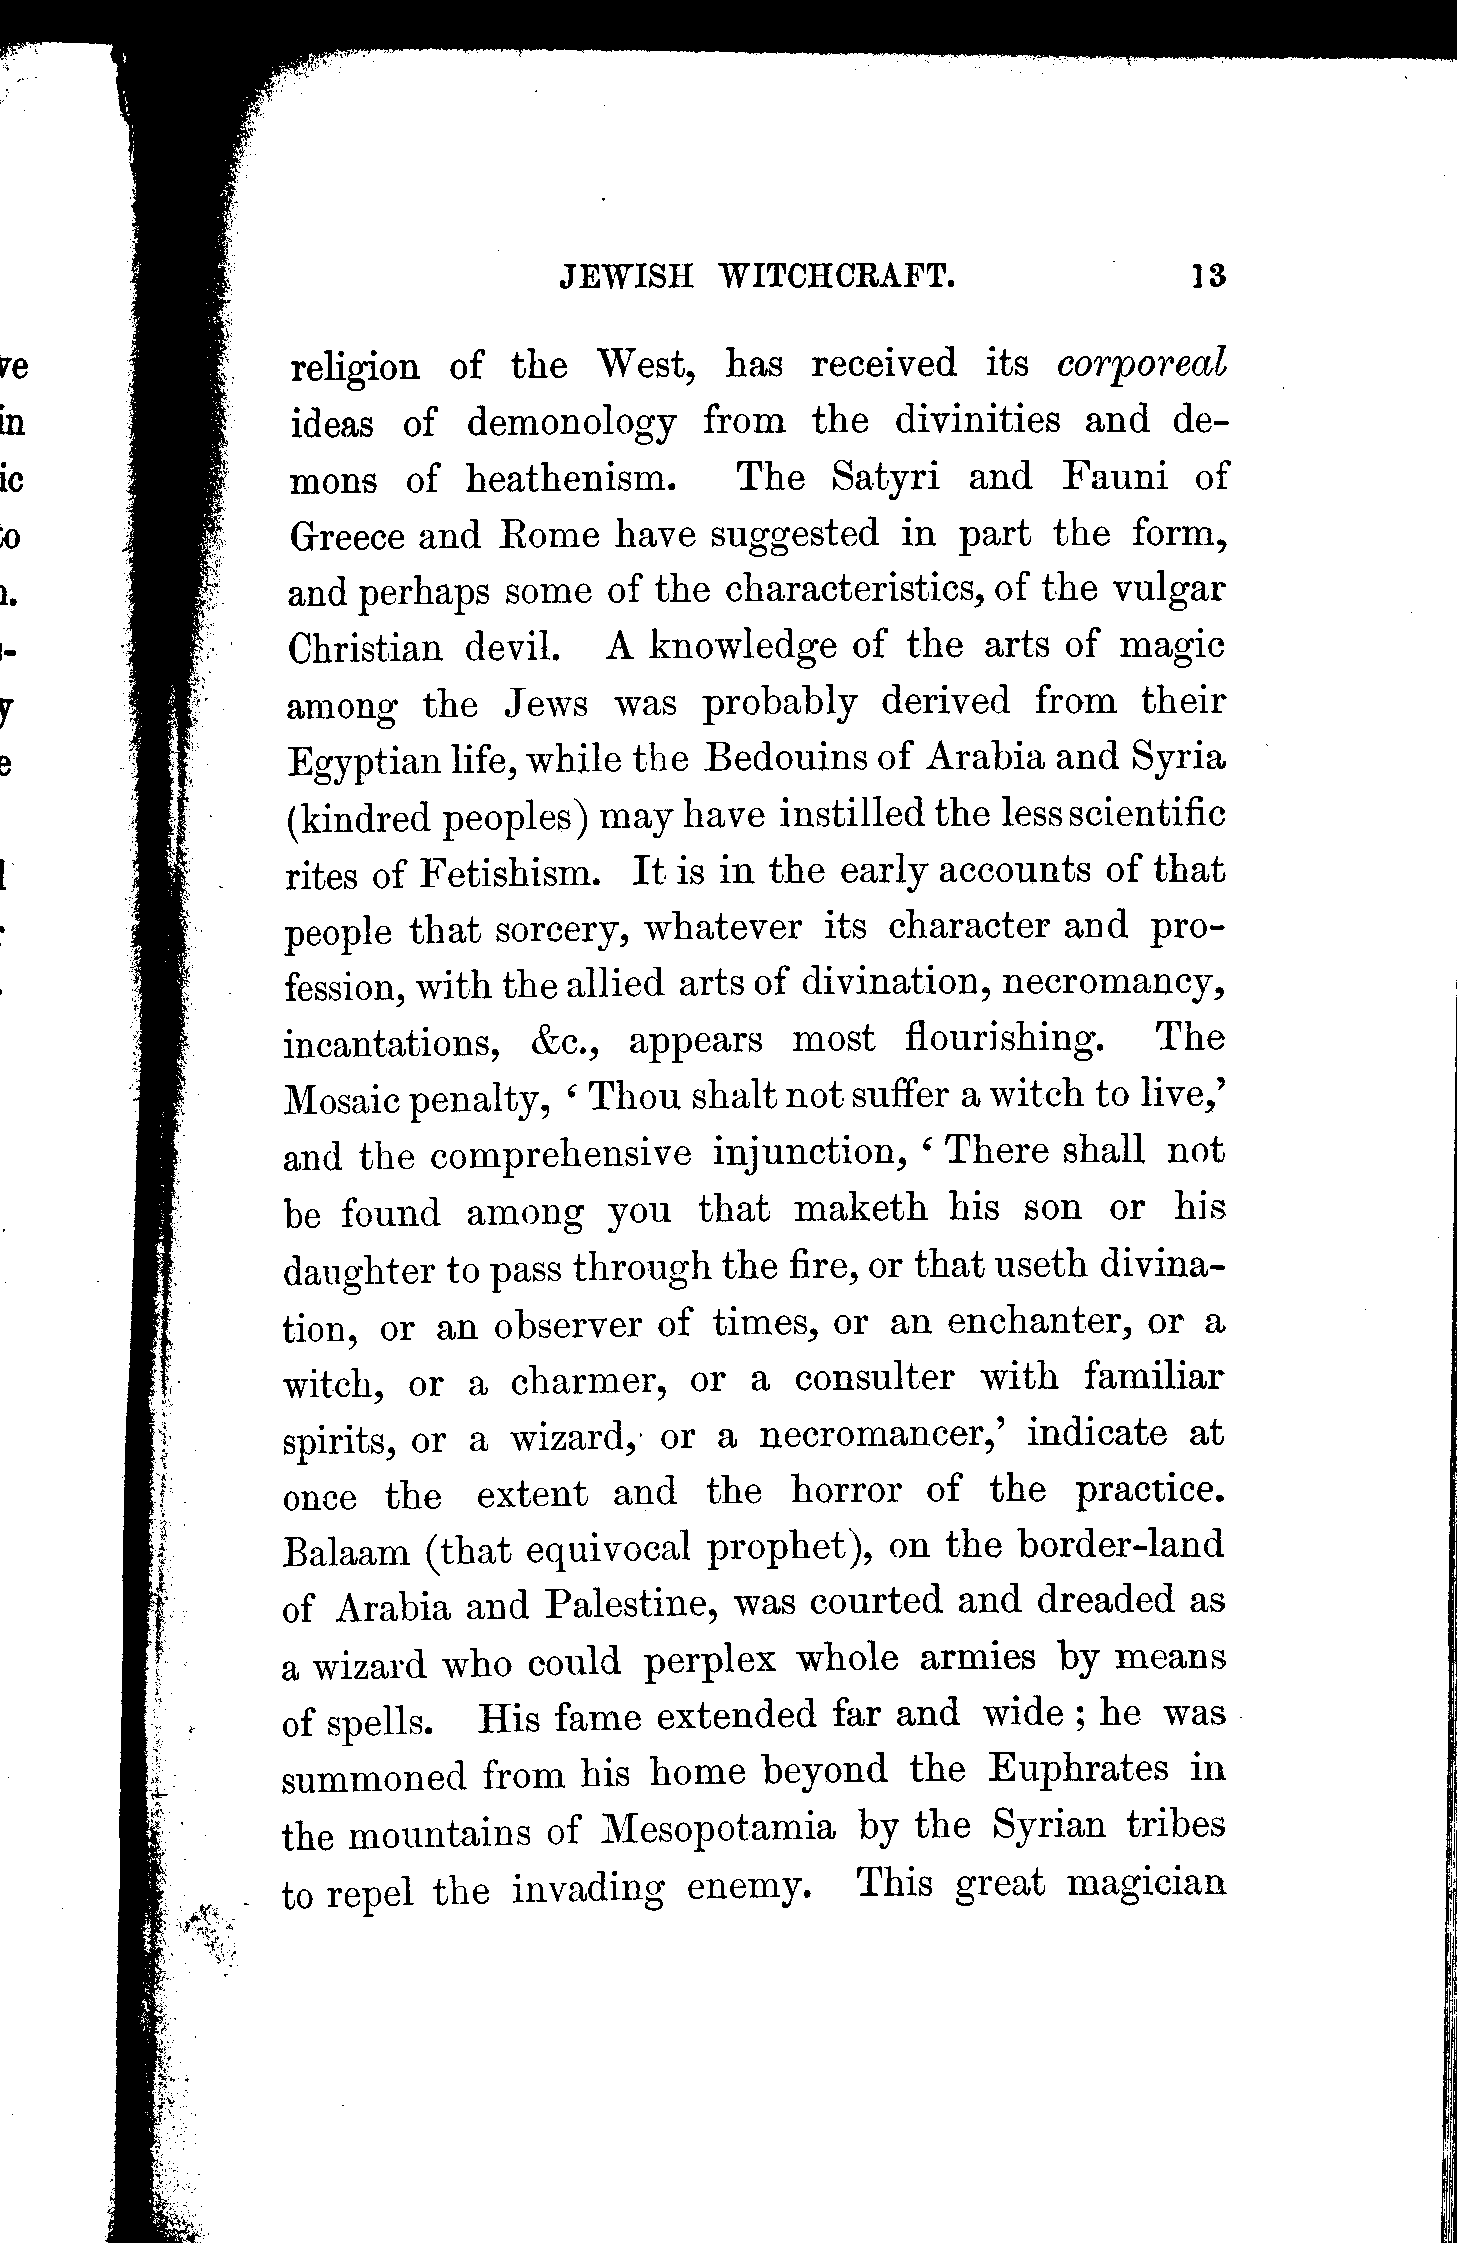 JEWISH WITCHCRAFT. 13
religion of the West, has received its corporeal
ideas of demonology from the divinities and de-
mons of heathenism. The Satyri and Fauni of
Greece and Rome have suggested in part the form,
and perhaps some of the characteristics, of the vulgar
Christian devil. A knowledge of the arts of magic
among the Jews was probably derived from their
Egyptian life, while the Bedouins of Arabia and Syria
(kindred peoples) may have instilled the less scientific
rites of Fetishism. It is in the early accounts of that
people that sorcery, whatever its character and pro-
fession, with the allied arts of divination, necromancy,
incantations, &c., appears most flourishing. The
Mosaic penalty, ‘ Thou shalt not suffer a witch to live,’
and the comprehensive injunction, ‘ There shall not
be found among you that maketh his son or his
daughter to pass through the fire, or that useth divina-
tion, or an observer of times, or an enchanter, or a
witch, or a charmer, or a consulter with familiar
spirits, or a wizard, or a necromancer,’ indicate at
once the extent and the horror of the practice.
Balaam (that equivocal prophet), on the border-land
of Arabia and Palestine, was courted and dreaded as
a wizard who could perplex whole armies by means
of spells. His fame extended far and wide ; he was
summoned from his home beyond the Euphrates in
the mountains of Mesopotamia by the Syrian tribes
to repel the invading enemy. This great magician